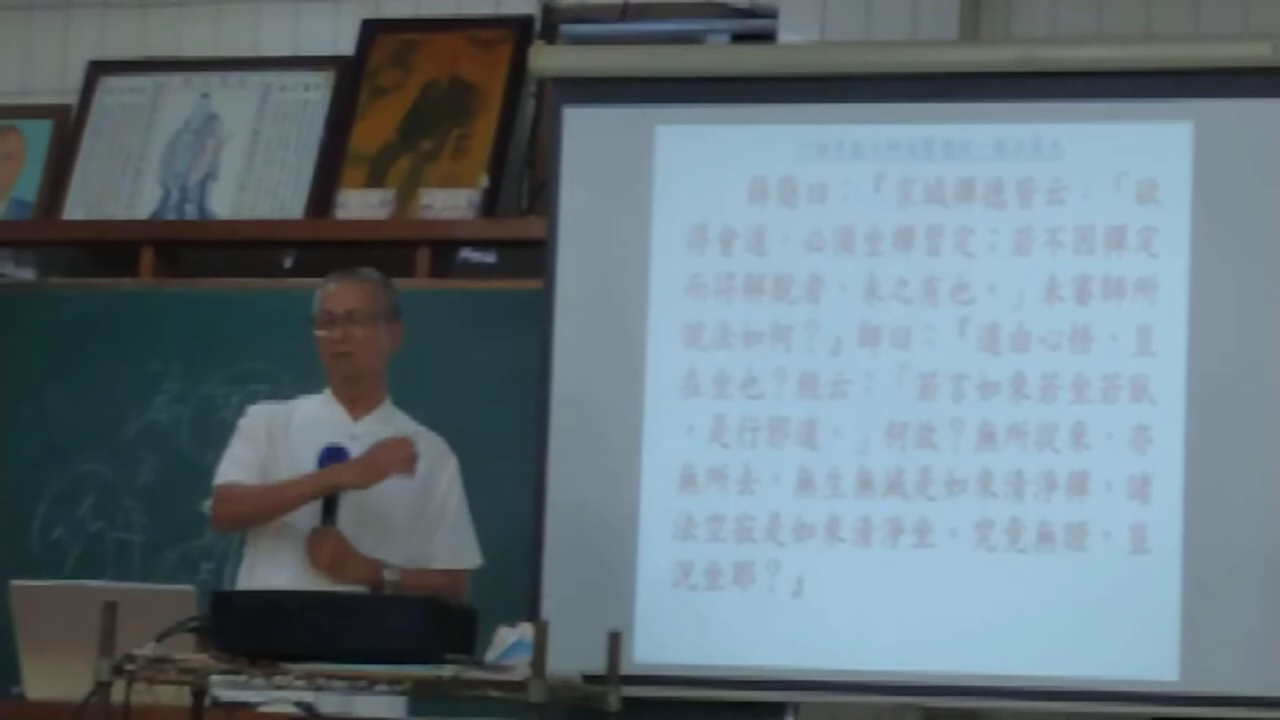 薛簡曰：『京城禪德皆云：「欲
得會道，必須坐禪習定；若不因禪定
而得解脫者，未之有也。」未審師所
說法如何？』師曰：『道由心悟，豈
在坐也？經云：「若言如來若坐若臥
，是行邪道。」何故？無所從來，亦
無所去，無生無滅是如來清淨禪，諸
法空寂是如來清淨坐。究竟無證，豈
況坐耶？』